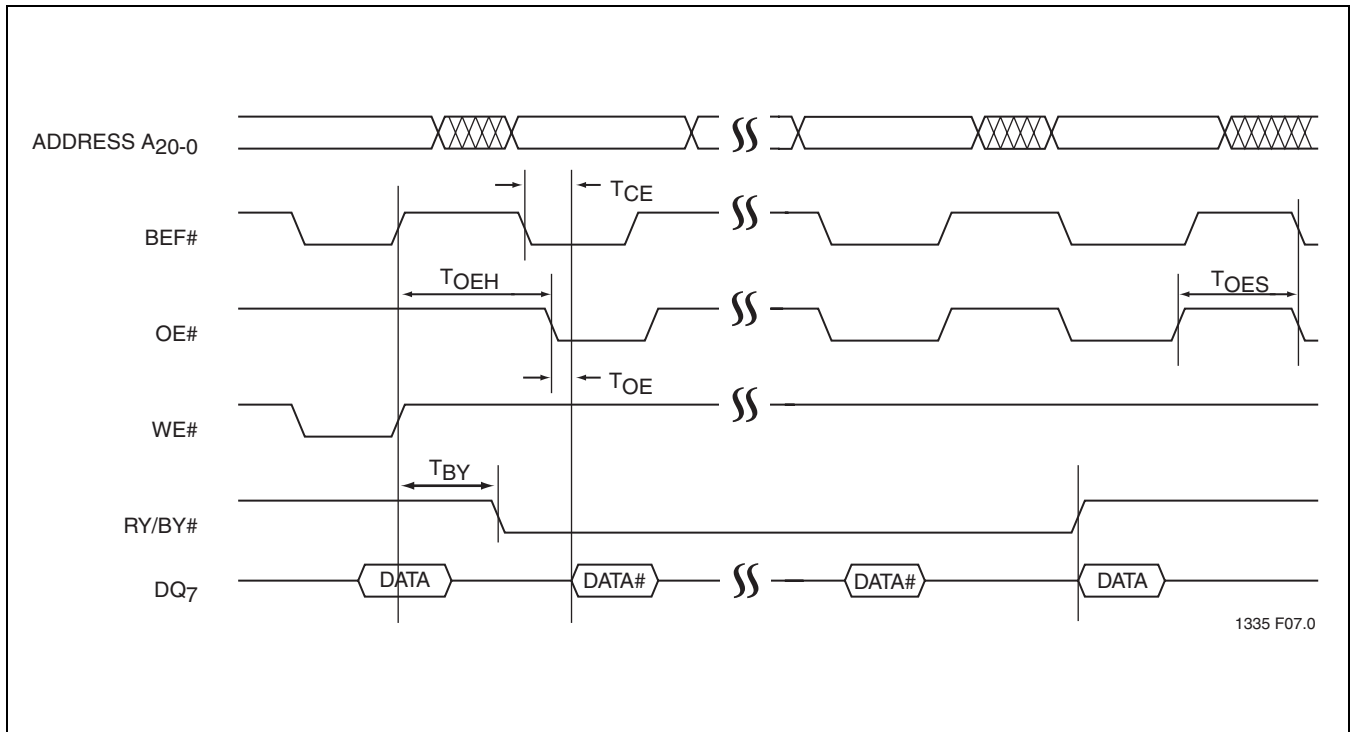 ADDRESS A20-0
TCE
BEF#
TOEH
TOES
OE#
TOE
WE#
TBY
RY/BY#
DQ7
DATA
DATA#
DATA#
DATA
1335 F07.0